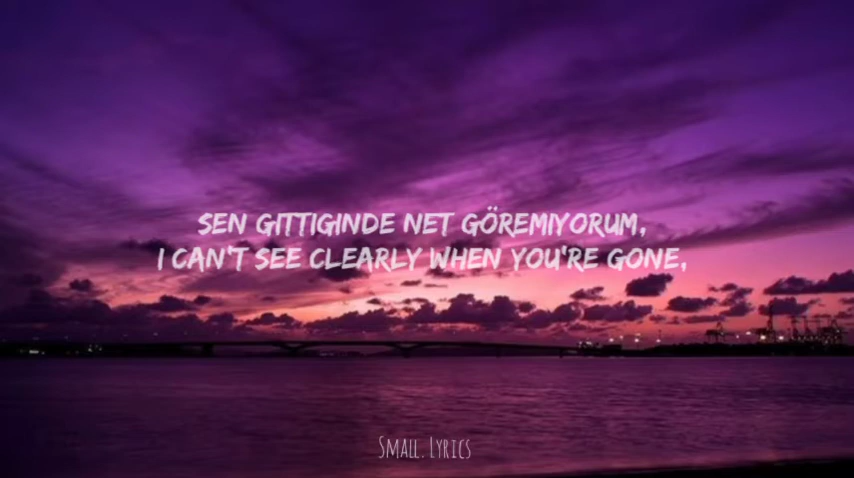 SEN GITTIGINDE NET GÖREMIYORUM,
I CAN'T SEE CLEARLY WHEN YOU'RE GONE,
SMALL. LYRICS